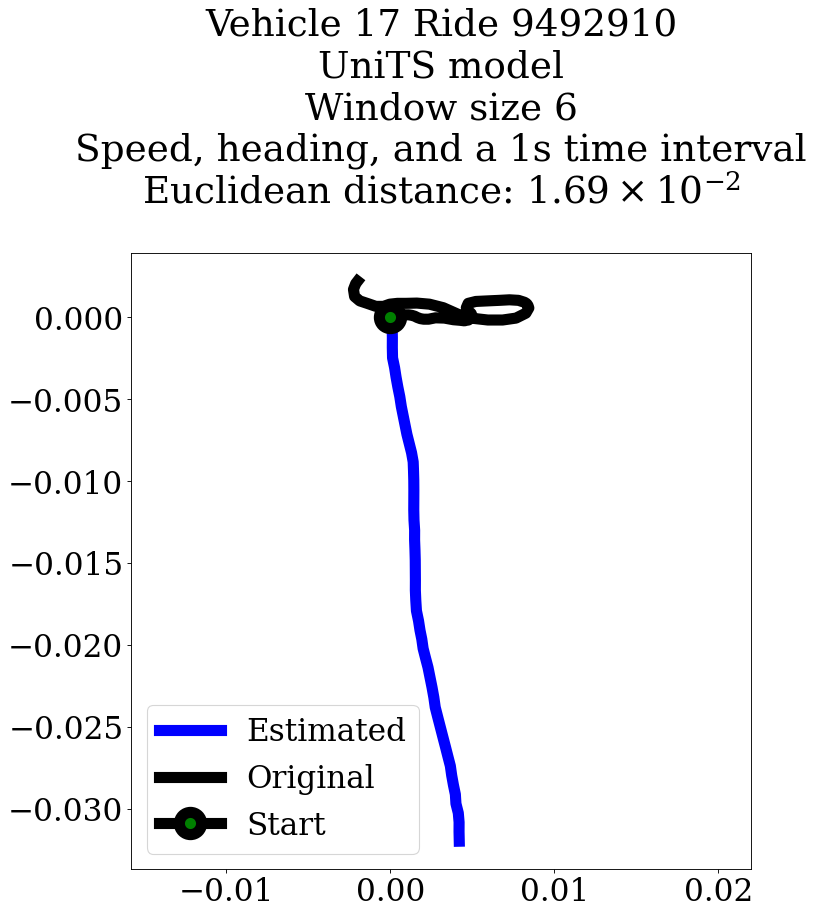 Vehicle 17 Ride 9492910
UniTS model
Window size 6
Speed, heading, and a 1s time interval
Euclidean distance: 1.69 × 10⁻²
0.000
−0.005
−0.010
−0.015
−0.020
−0.025
−0.030
Estimated
Original
Start
−0.01 0.00 0.01 0.02